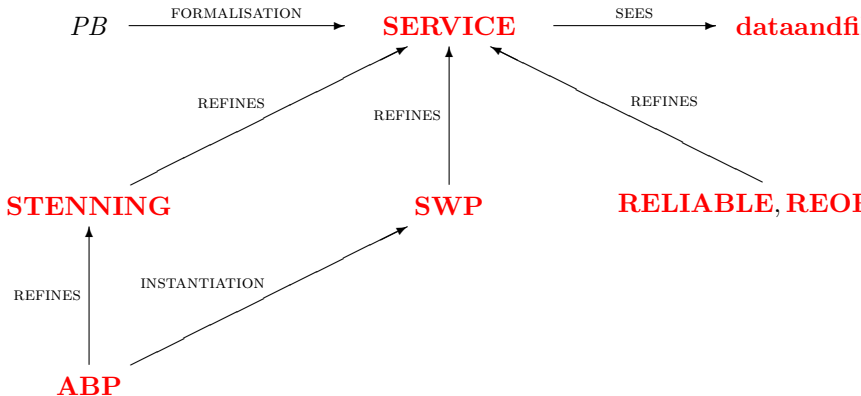 FORMALISATION SEES
PB SERVICE dataandfi
REFINES REFINES REFINES
STENNING SWP RELIABLE, REOR
REFINES INSTANTIATION
ABP